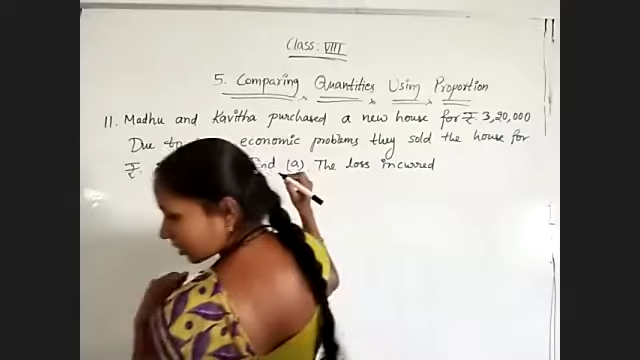 Class: VIII
5. Comparing Quantities Using Proportion
11. Madhu and Kavitha purchased a new house for ₹. 3,20,000
Due to economic problems they sold the house for
₹. Find (a) The loss incurred